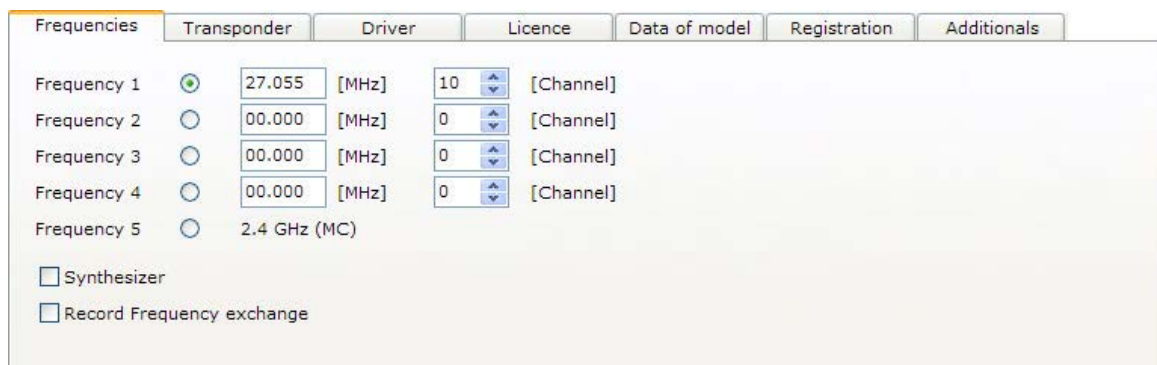 Frequencies Transponder Driver Licence Data of model Registration Additionals
Frequency 1 27.055 [MHz] 10 [Channel]
Frequency 2 00.000 [MHz] 0 [Channel]
Frequency 3 00.000 [MHz] 0 [Channel]
Frequency 4 00.000 [MHz] 0 [Channel]
Frequency 5 2.4 GHz (MC)
Synthesizer
Record Frequency exchange